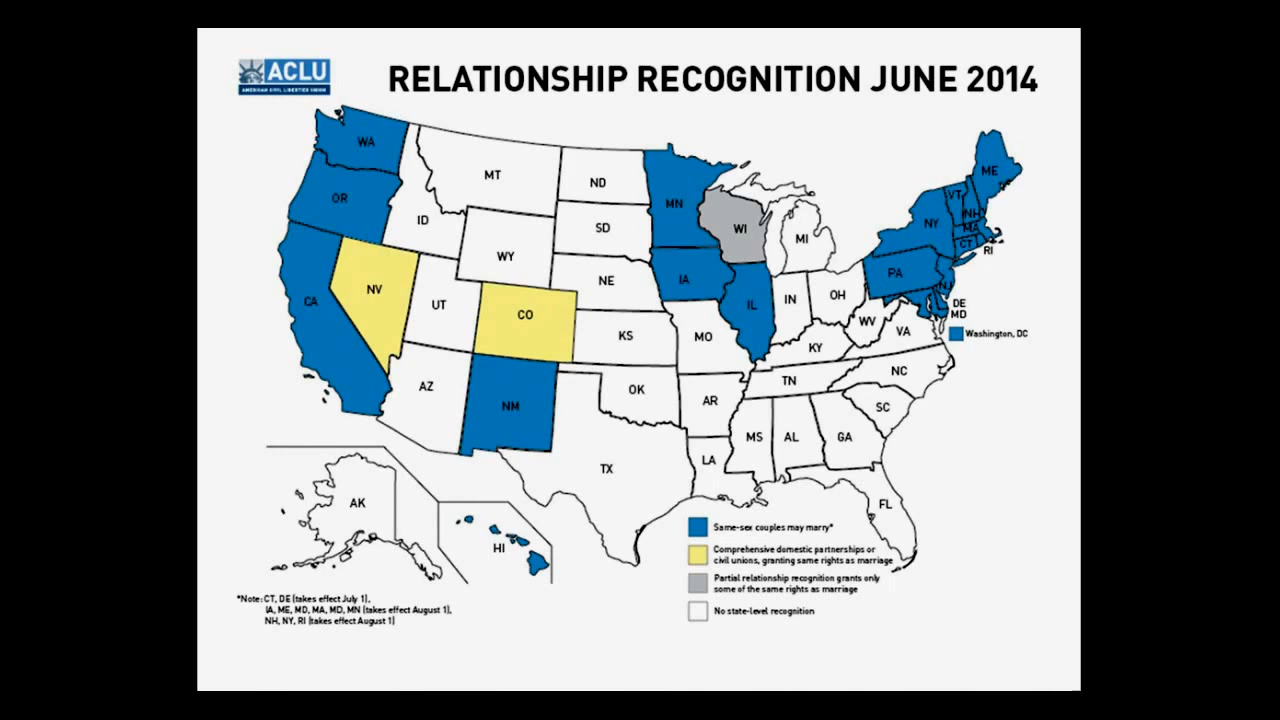 ACLU
AMERICAN CIVIL LIBERTIES UNION
RELATIONSHIP RECOGNITION JUNE 2014
WA
MT
ND
OR
ID
MN
ME
VT
NH
NY
MA
CT
RI
SD
WI
MI
WY
PA
NV
CA
UT
CO
NE
IA
IL
IN
OH
NJ
DE
MD
WV
VA
Washington, DC
KS
MO
KY
AZ
NM
OK
AR
TN
NC
SC
MS
AL
GA
TX
LA
FL
AK
HI
Same-sex couples may marry*
Comprehensive domestic partnerships or
civil unions, granting same rights as marriage
Partial relationship recognition grants only
some of the same rights as marriage
No state-level recognition
*Note: CT, DE (takes effect July 1),
IA, ME, MD, MA, MD, MN (takes effect August 1),
NH, NY, RI (takes effect August 1)